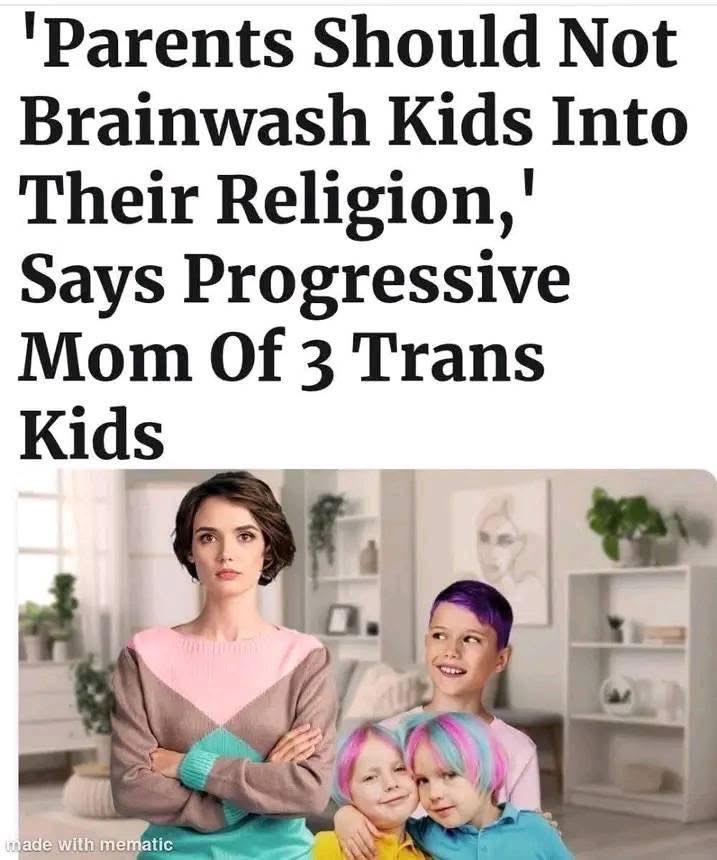 'Parents Should Not
Brainwash Kids Into
Their Religion,'
Says Progressive
Mom Of 3 Trans
Kids
made with mematic